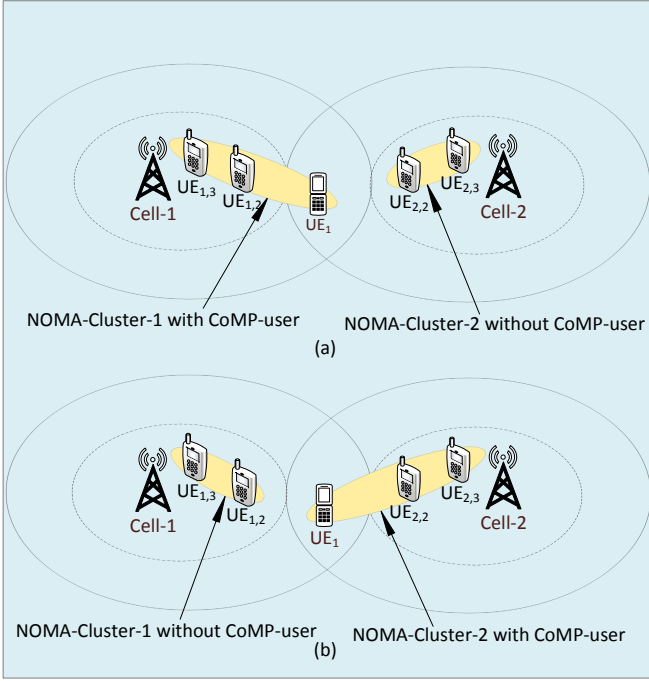 UE1,3
UE1,2
UE2,3
UE2,2
Cell-1
UE1
Cell-2
NOMA-Cluster-1 with CoMP-user
NOMA-Cluster-2 without CoMP-user
(a)
UE1,3
UE1,2
UE2,3
UE2,2
Cell-1
UE1
Cell-2
NOMA-Cluster-1 without CoMP-user
NOMA-Cluster-2 with CoMP-user
(b)